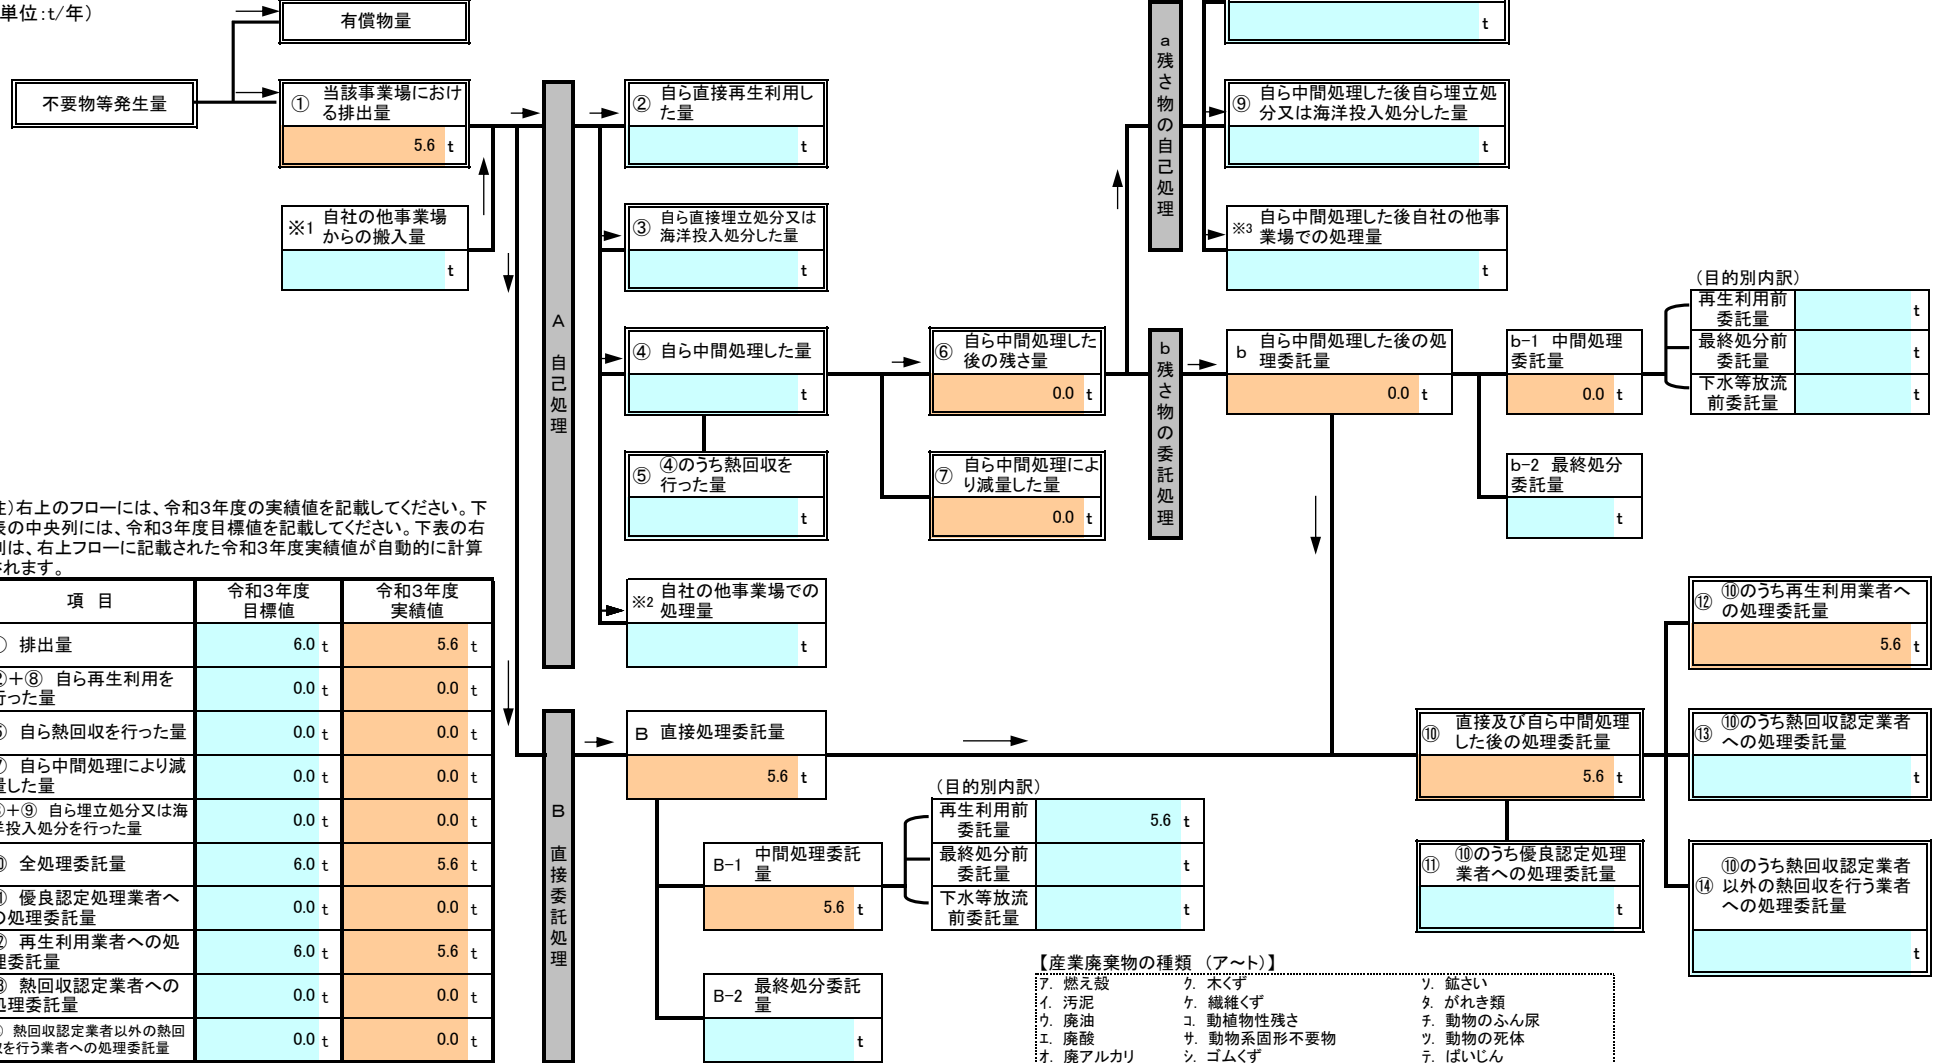 単位:t/年)
有償物量
不要物等発生量
① 当該事業場におけ
る排出量
5.6 t
※1 自社の他事業場
からの搬入量
t
A 自己処理
② 自ら直接再生利用し
た量
t
③ 自ら直接埋立処分又は
海洋投入処分した量
t
④ 自ら中間処理した量
t
⑤ ④のうち熱回収を
行った量
t
※2 自社の他事業場での
処理量
t
⑥ 自ら中間処理した
後の残さ量
0.0 t
⑦ 自ら中間処理によ
り減量した量
0.0 t
a残さ物の自己処理
t
⑨ 自ら中間処理した後自ら埋立処
分又は海洋投入処分した量
t
※3 自ら中間処理した後自社の他事
業場での処理量
t
b残さ物の委託処理
b 自ら中間処理した後の処
理委託量
0.0 t
b-1 中間処理
委託量
0.0 t
b-2 最終処分
委託量
t
(目的別内訳)
再生利用前
委託量
t
最終処分前
委託量
t
下水等放流
前委託量
t
)右上のフローには、令和3年度の実績値を記載してください。下
の中央列には、令和3年度目標値を記載してください。下表の右
は、右上フローに記載された令和3年度実績値が自動的に計算
れます。
項 目
令和3年度
目標値
令和3年度
実績値
排出量
6.0 t
5.6 t
+⑧ 自ら再生利用を
行った量
0.0 t
0.0 t
自ら熱回収を行った量
0.0 t
0.0 t
自ら中間処理により減
量した量
0.0 t
0.0 t
+⑨ 自ら埋立処分又は海
洋投入処分を行った量
0.0 t
0.0 t
全処理委託量
6.0 t
5.6 t
優良認定処理業者へ
の処理委託量
0.0 t
0.0 t
再生利用業者への処
理委託量
6.0 t
5.6 t
熱回収認定業者への
処理委託量
0.0 t
0.0 t
熱回収認定業者以外の熱回
収を行う業者への処理委託量
0.0 t
0.0 t
B 直接委託処理
B 直接処理委託量
5.6 t
B-1 中間処理委託
量
5.6 t
B-2 最終処分委託
量
t
(目的別内訳)
再生利用前
委託量
5.6 t
最終処分前
委託量
t
下水等放流
前委託量
t
⑩ 直接及び自ら中間処理
した後の処理委託量
5.6 t
⑪ ⑩のうち優良認定処理
業者への処理委託量
t
⑫ ⑩のうち再生利用業者へ
の処理委託量
5.6 t
⑬ ⑩のうち熱回収認定業者
への処理委託量
t
⑭ ⑩のうち熱回収認定業者
以外の熱回収を行う業者
への処理委託量
t
【産業廃棄物の種類 (ア~ト)】
ア. 燃え殻 ク. 木くず ソ. 鉱さい
イ. 汚泥 ケ. 繊維くず タ. がれき類
ウ. 廃油 コ. 動植物性残さ チ. 動物のふん尿
エ. 廃酸 サ. 動物系固形不要物 ツ. 動物の死体
オ. 廃アルカリ シ. ゴムくず テ. ばいじん